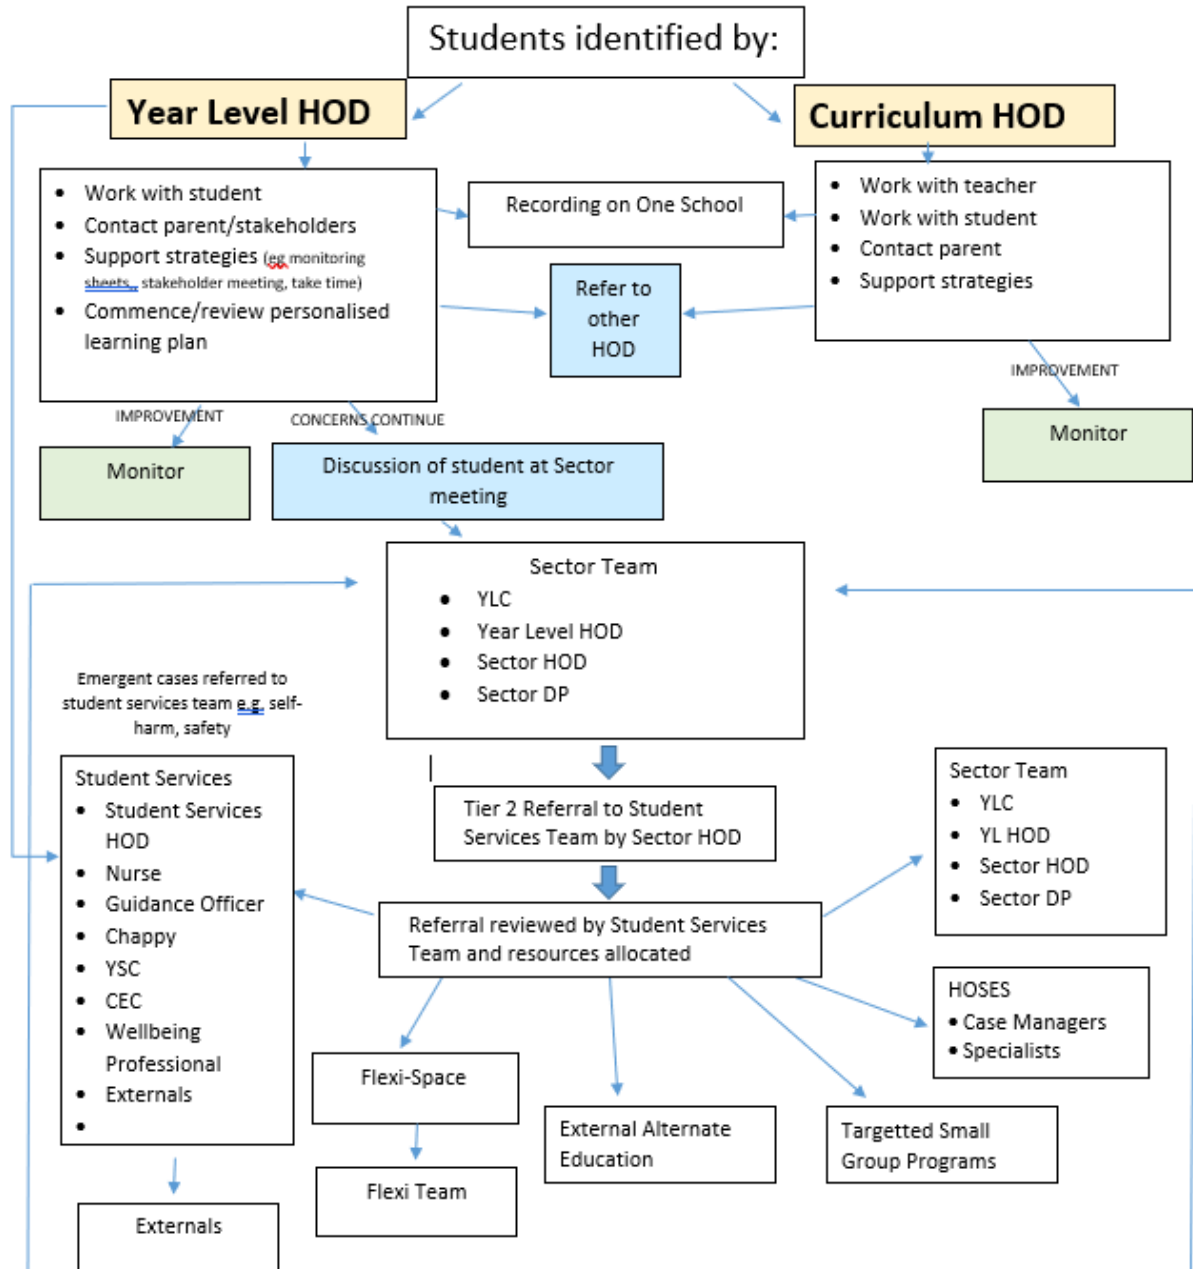 Students identified by:
Year Level HOD
Curriculum HOD
• Work with student
• Contact parent/stakeholders
• Support strategies (eg monitoring
sheets,, stakeholder meeting, take time)
• Commence/review personalised
learning plan
Recording on One School
• Work with teacher
• Work with student
• Contact parent
• Support strategies
Refer to
other
HOD
IMPROVEMENT
CONCERNS CONTINUE
IMPROVEMENT
Monitor
Discussion of student at Sector
meeting
Monitor
Sector Team
• YLC
• Year Level HOD
• Sector HOD
• Sector DP
Emergent cases referred to
student services team e.g. self-
harm, safety
Student Services
• Student Services
HOD
• Nurse
• Guidance Officer
• Chappy
• YSC
• CEC
• Wellbeing
Professional
• Externals
•
Tier 2 Referral to Student
Services Team by Sector HOD
Sector Team
• YLC
• YL HOD
• Sector HOD
• Sector DP
Referral reviewed by Student Services
Team and resources allocated
HOSES
• Case Managers
• Specialists
Flexi-Space
External Alternate
Education
Targetted Small
Group Programs
Flexi Team
Externals